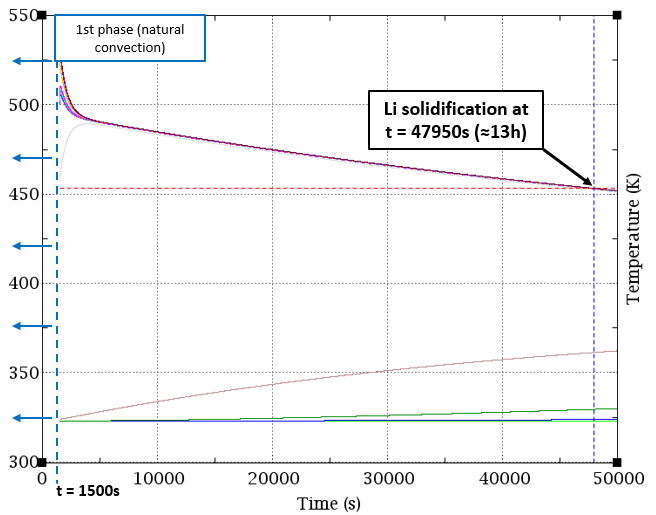 1st phase (natural
convection)
Li solidification at
t = 47950s (≈13h)
550
500
450
400
350
300
Temperature (K)
0
10000
20000
30000
40000
50000
t = 1500s
Time (s)